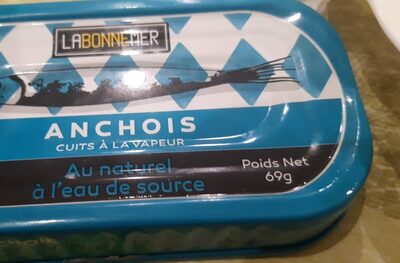 LABONNEMER
ANCHOIS
CUITS À LA VAPEUR
Au naturel
à l'eau de source
Poids Net
69g